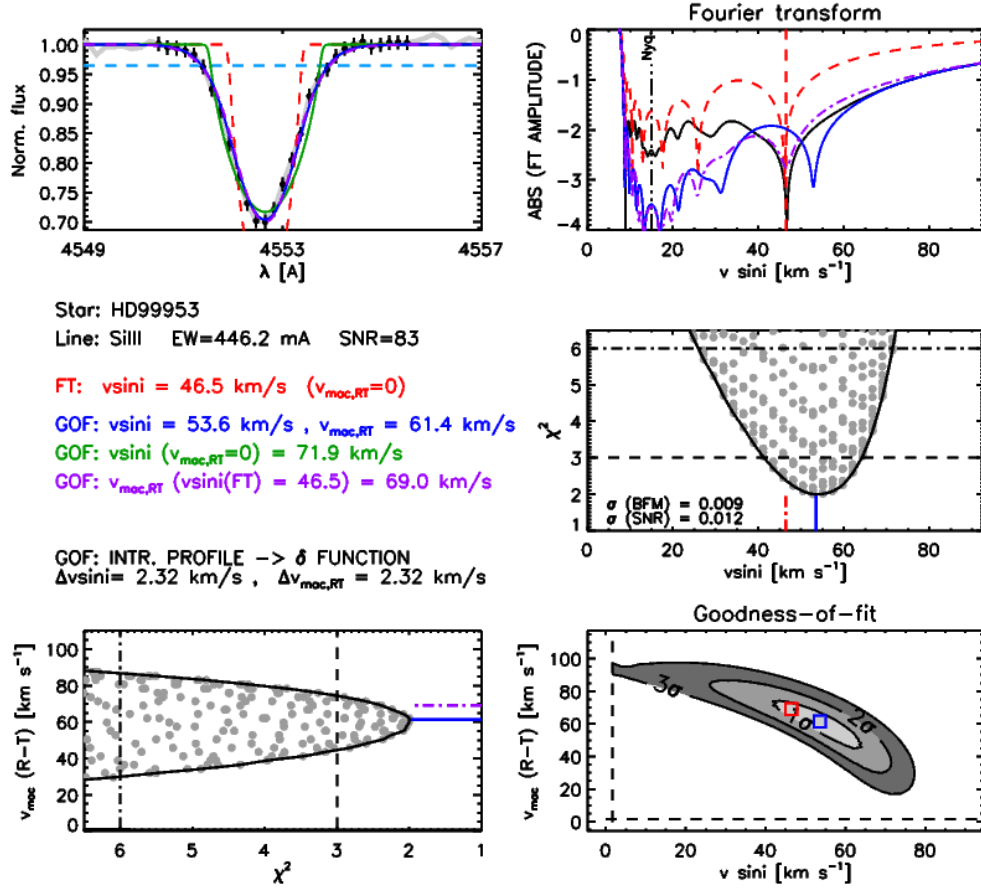 Fourier transform
1.00
0.95
0.90
0.85
0.80
0.75
0.70
Norm. flux
4549
4553
4557
λ [A]
0
-1
-2
-3
-4
ABS (FT AMPLITUDE)
Nyq.
0
20
40
60
80
v sini [km s⁻¹]
Star: HD99953
Line: SiIII EW=446.2 mA SNR=83
FT: vsini = 46.5 km/s (v_mac,RT=0)
GOF: vsini = 53.6 km/s , v_mac,RT = 61.4 km/s
GOF: vsini (v_mac,RT=0) = 71.9 km/s
GOF: v_mac,RT (vsini(FT) = 46.5) = 69.0 km/s
GOF: INTR. PROFILE -> δ FUNCTION
Δvsini= 2.32 km/s , Δv_mac,RT = 2.32 km/s
6
5
4
3
2
1
χ²
σ (BFM) = 0.009
σ (SNR) = 0.012
0
20
40
60
80
vsini [km s⁻¹]
100
80
60
40
20
0
v_mac (R-T) [km s⁻¹]
6
5
4
3
2
1
χ²
Goodness-of-fit
100
80
60
40
20
0
v_mac (R-T) [km s⁻¹]
3σ
2σ
1σ
0
20
40
60
80
v sini [km s⁻¹]